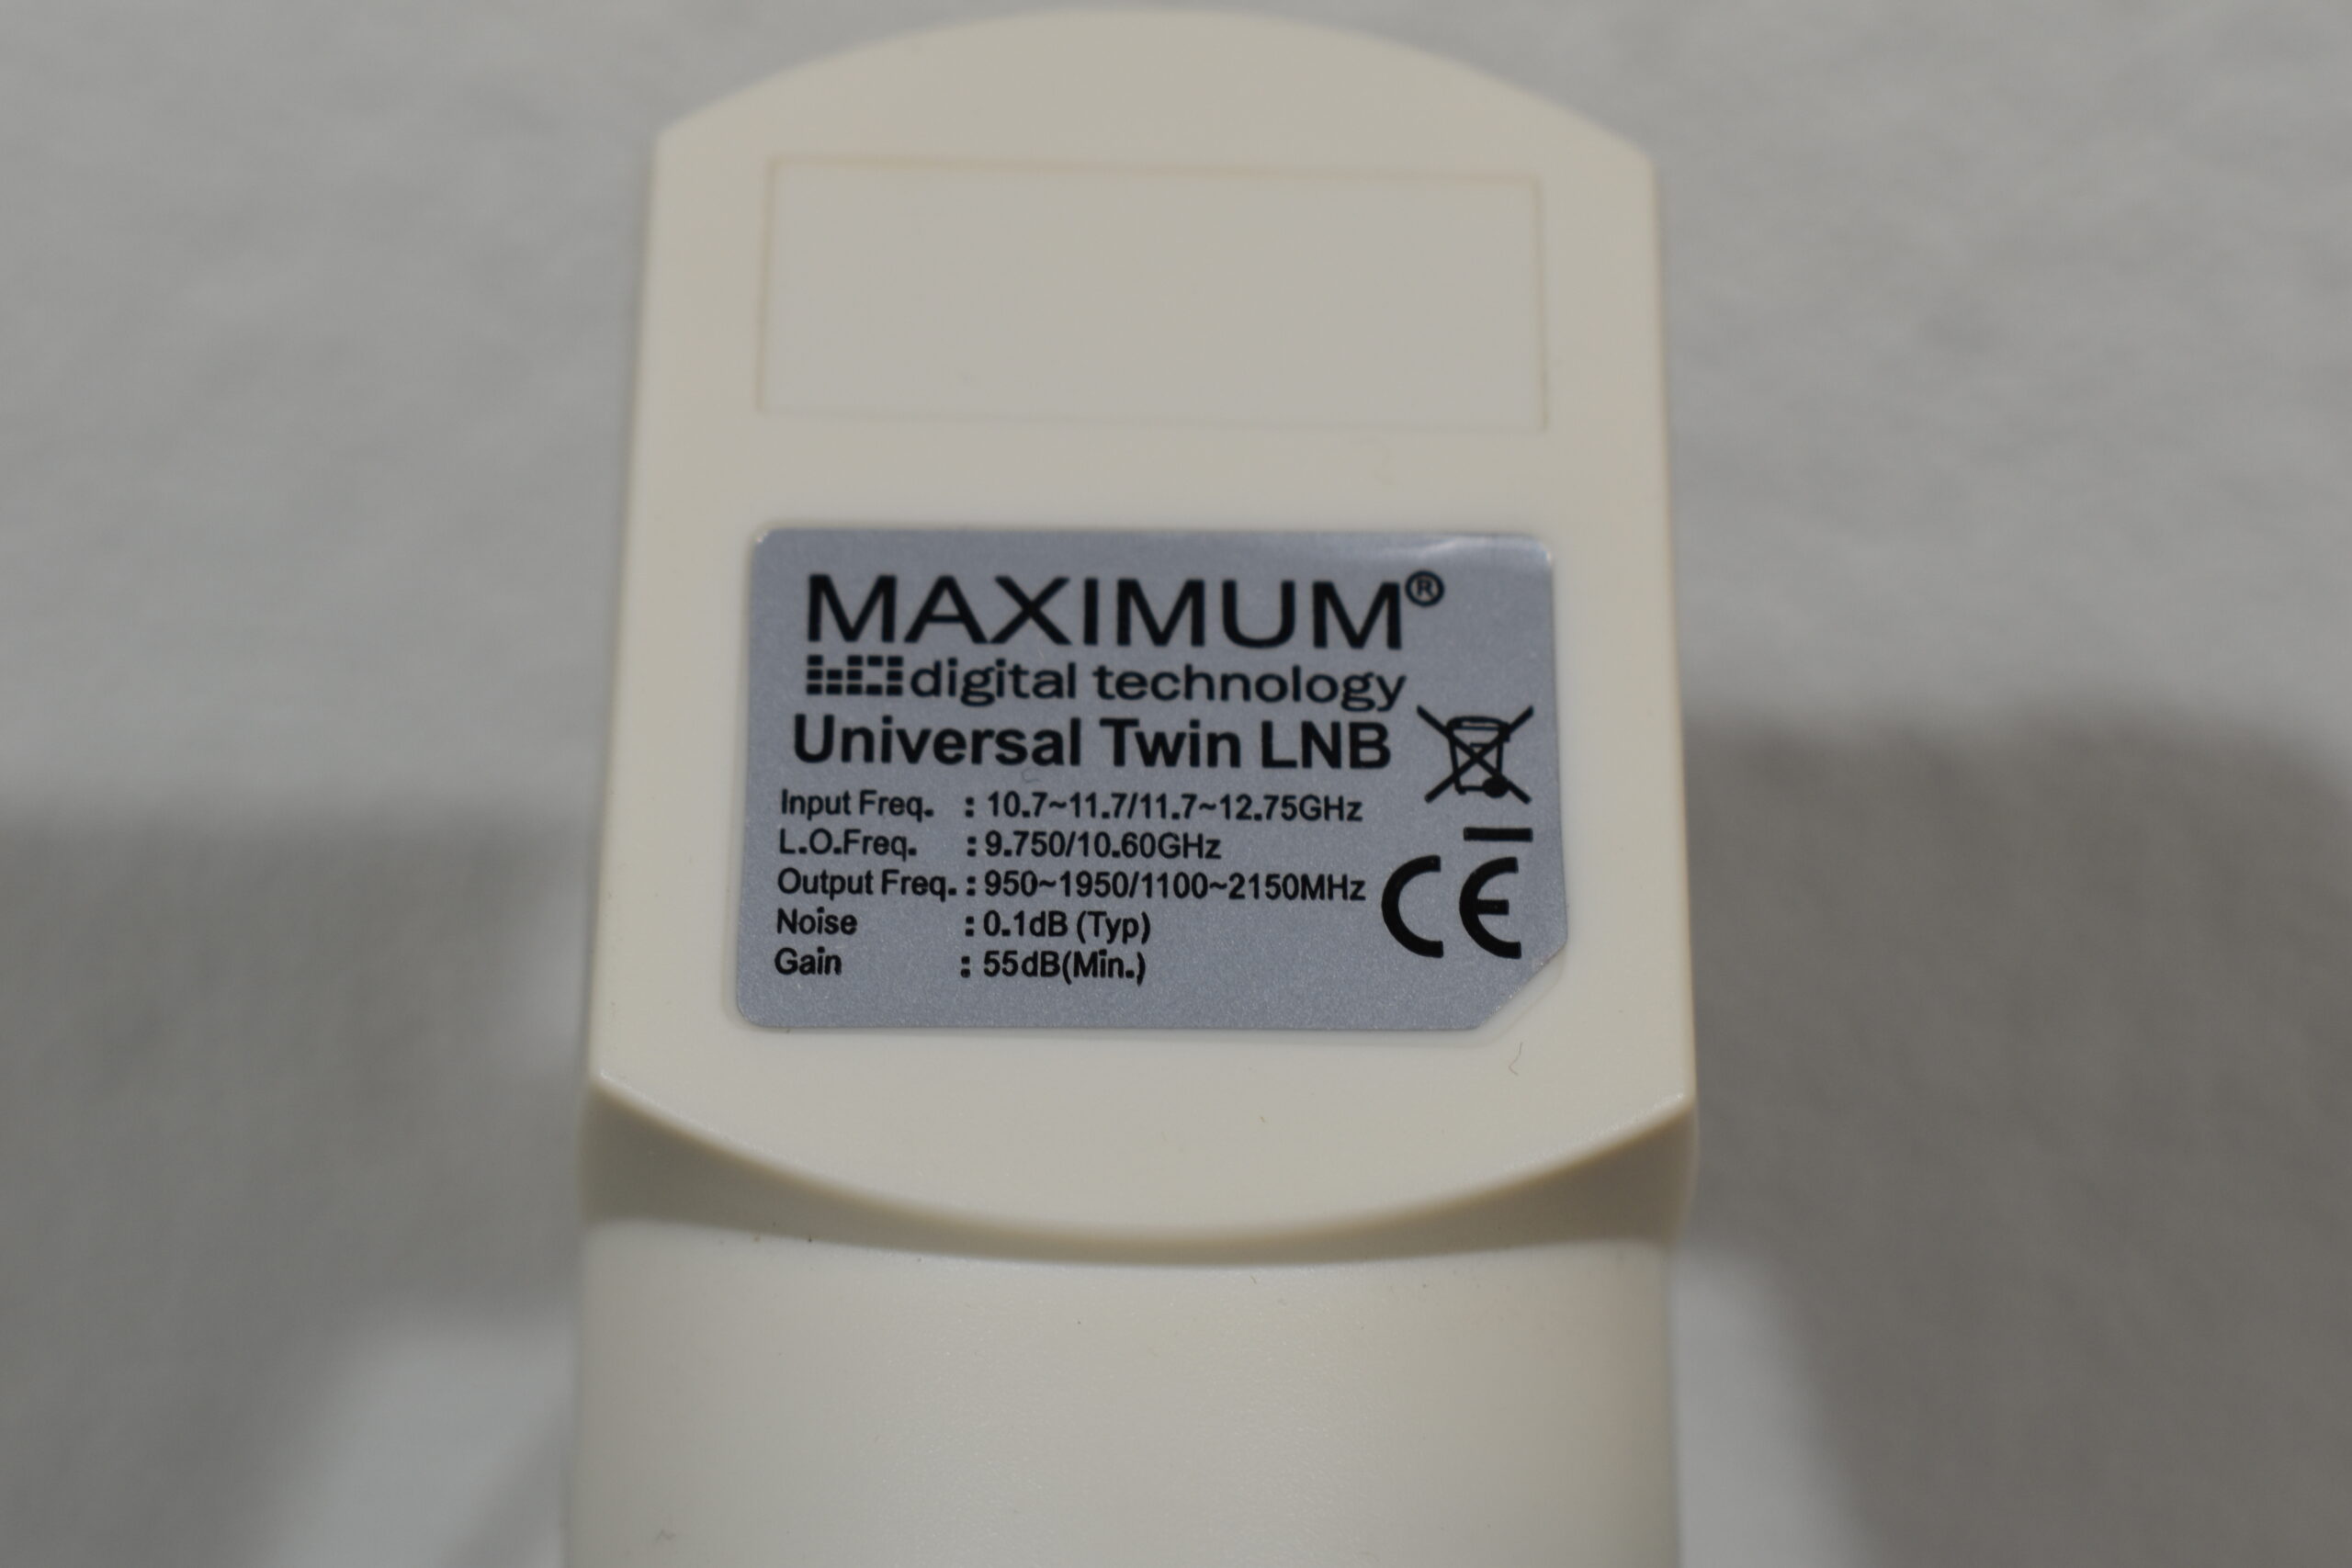 MAXIMUM®
digital technology
Universal Twin LNB
Input Freq. : 10.7~11.7/11.7~12.75GHz
L.O.Freq. : 9.750/10.60GHz
Output Freq. : 950~1950/1100~2150MHz
Noise : 0.1dB (Typ)
Gain : 55dB(Min.)
CE